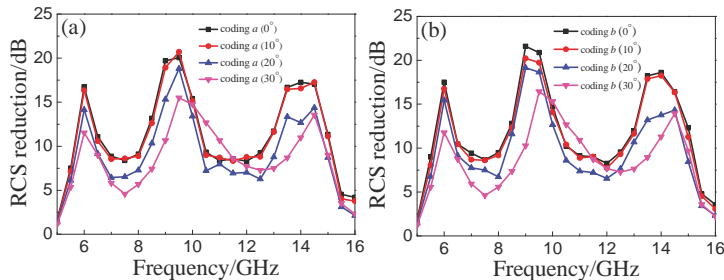 (a)
coding a (0°)
coding a (10°)
coding a (20°)
coding a (30°)
RCS reduction/dB
25
20
15
10
5
0
6 8 10 12 14 16
Frequency/GHz
(b)
coding b (0°)
coding b (10°)
coding b (20°)
coding b (30°)
RCS reduction/dB
25
20
15
10
5
0
6 8 10 12 14 16
Frequency/GHz